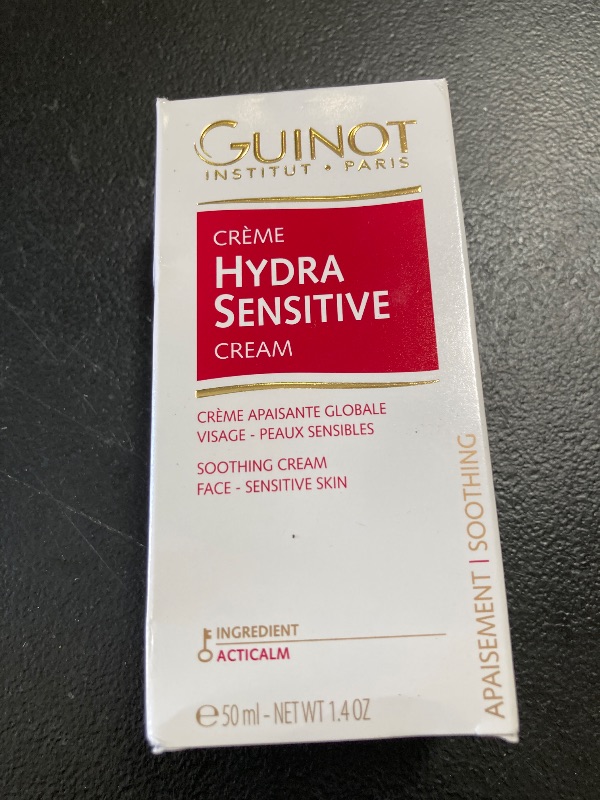 GUINOT
INSTITUT • PARIS
CRÈME
HYDRA
SENSITIVE
CREAM
CRÈME APAISANTE GLOBALE
VISAGE - PEAUX SENSIBLES
SOOTHING CREAM
FACE - SENSITIVE SKIN
APAISEMENT | SOOTHING
INGREDIENT
ACTICALM
℮ 50 ml - NET WT 1.4 OZ